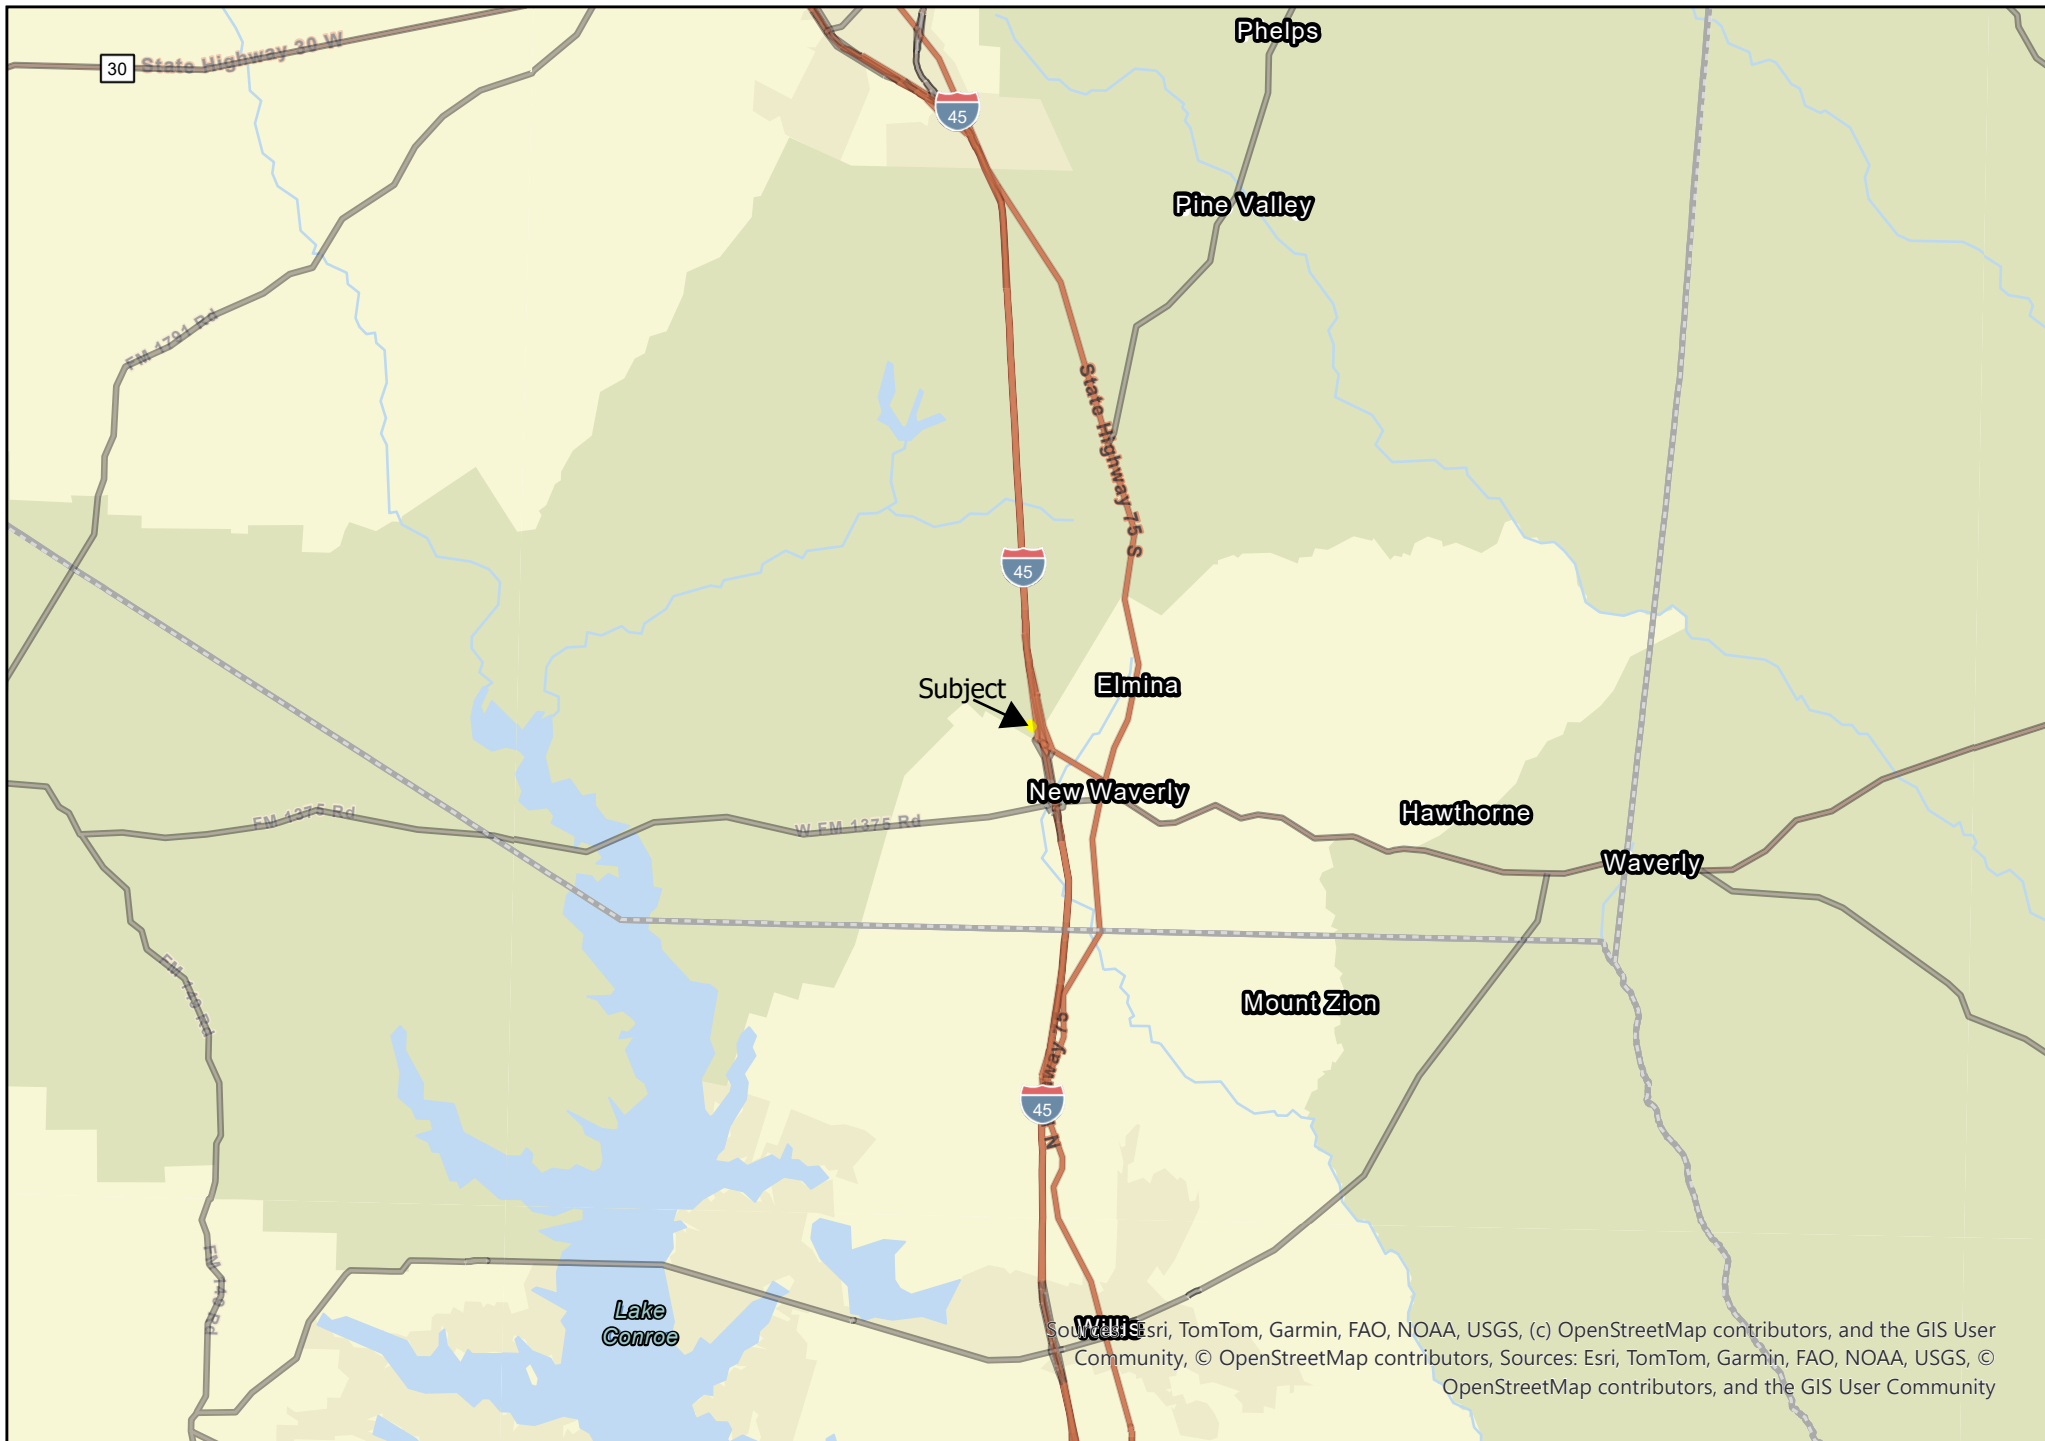 Phelps
State Highway 30 W
30
45
Pine Valley
FM 1791 Rd
State Highway 75 S
45
Subject
Elmina
New Waverly
FM 1375 Rd
W FM 1375 Rd
Hawthorne
Waverly
FM 149 Rd
Mount Zion
way 75
45
N
FM 149 Rd
Lake
Conroe
Willis
Sources: Esri, TomTom, Garmin, FAO, NOAA, USGS, (c) OpenStreetMap contributors, and the GIS User
Community, © OpenStreetMap contributors, Sources: Esri, TomTom, Garmin, FAO, NOAA, USGS, ©
OpenStreetMap contributors, and the GIS User Community